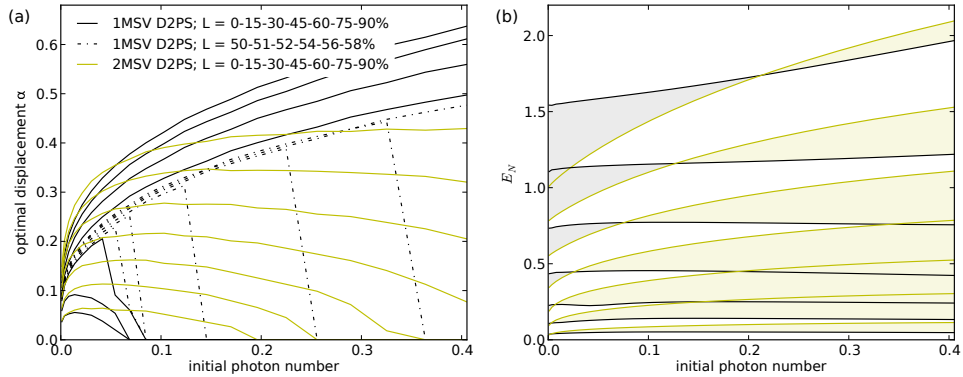 (a)
1MSV D2PS; L = 0-15-30-45-60-75-90%
1MSV D2PS; L = 50-51-52-54-56-58%
2MSV D2PS; L = 0-15-30-45-60-75-90%
optimal displacement α
0.6
0.5
0.4
0.3
0.2
0.1
0.0
0.0 0.1 0.2 0.3 0.4
initial photon number
(b)
E_N
2.0
1.5
1.0
0.5
0.0
0.0 0.1 0.2 0.3 0.4
initial photon number